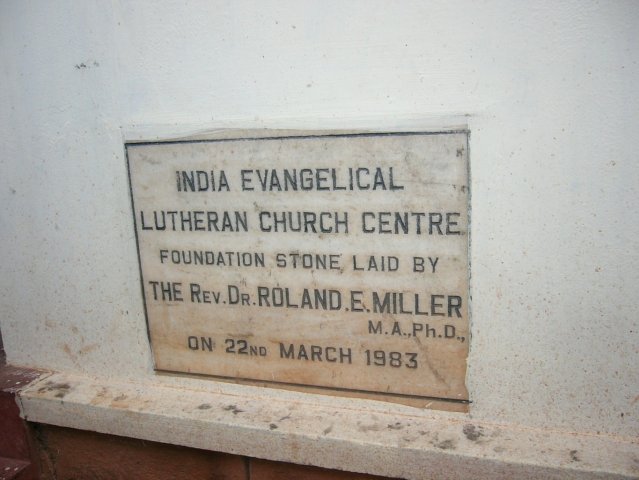 INDIA EVANGELICAL
LUTHERAN CHURCH CENTRE
FOUNDATION STONE LAID BY
THE REV. DR. ROLAND.E.MILLER
M.A.,Ph.D.,
ON 22ND MARCH 1983